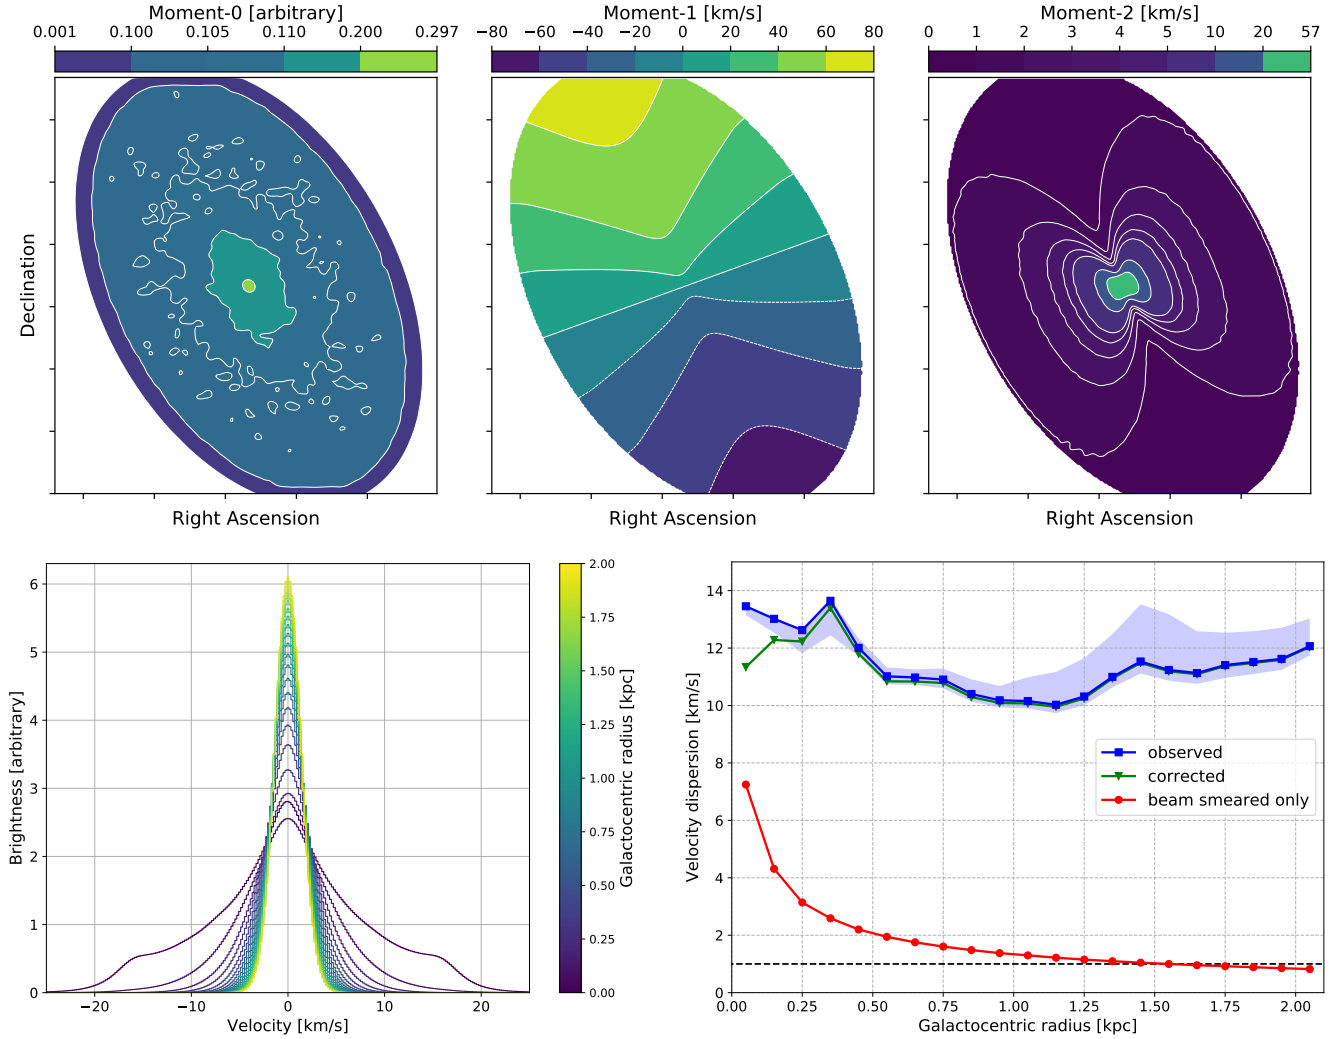 Moment-0 [arbitrary]
0.001 0.100 0.105 0.110 0.200 0.297
Declination
Right Ascension
Moment-1 [km/s]
−80 −60 −40 −20 0 20 40 60 80
Right Ascension
Moment-2 [km/s]
0 1 2 3 4 5 10 20 57
Right Ascension
6
5
4
3
2
1
0
Brightness [arbitrary]
−20 −10 0 10 20
Velocity [km/s]
2.00
1.75
1.50
1.25
1.00
0.75
0.50
0.25
0.00
Galactocentric radius [kpc]
14
12
10
8
6
4
2
0
Velocity dispersion [km/s]
observed
corrected
beam smeared only
0.00 0.25 0.50 0.75 1.00 1.25 1.50 1.75 2.00
Galactocentric radius [kpc]